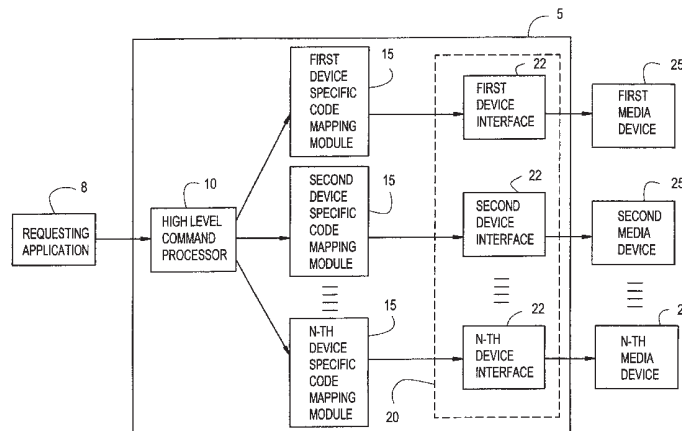 5
15
22
25
FIRST
DEVICE
SPECIFIC
CODE
MAPPING
MODULE
FIRST
DEVICE
INTERFACE
FIRST
MEDIA
DEVICE
8
10
15
22
25
REQUESTING
APPLICATION
HIGH LEVEL
COMMAND
PROCESSOR
SECOND
DEVICE
SPECIFIC
CODE
MAPPING
MODULE
SECOND
DEVICE
INTERFACE
SECOND
MEDIA
DEVICE
15
22
2
N-TH
DEVICE
SPECIFIC
CODE
MAPPING
MODULE
N-TH
DEVICE
INTERFACE
N-TH
MEDIA
DEVICE
20